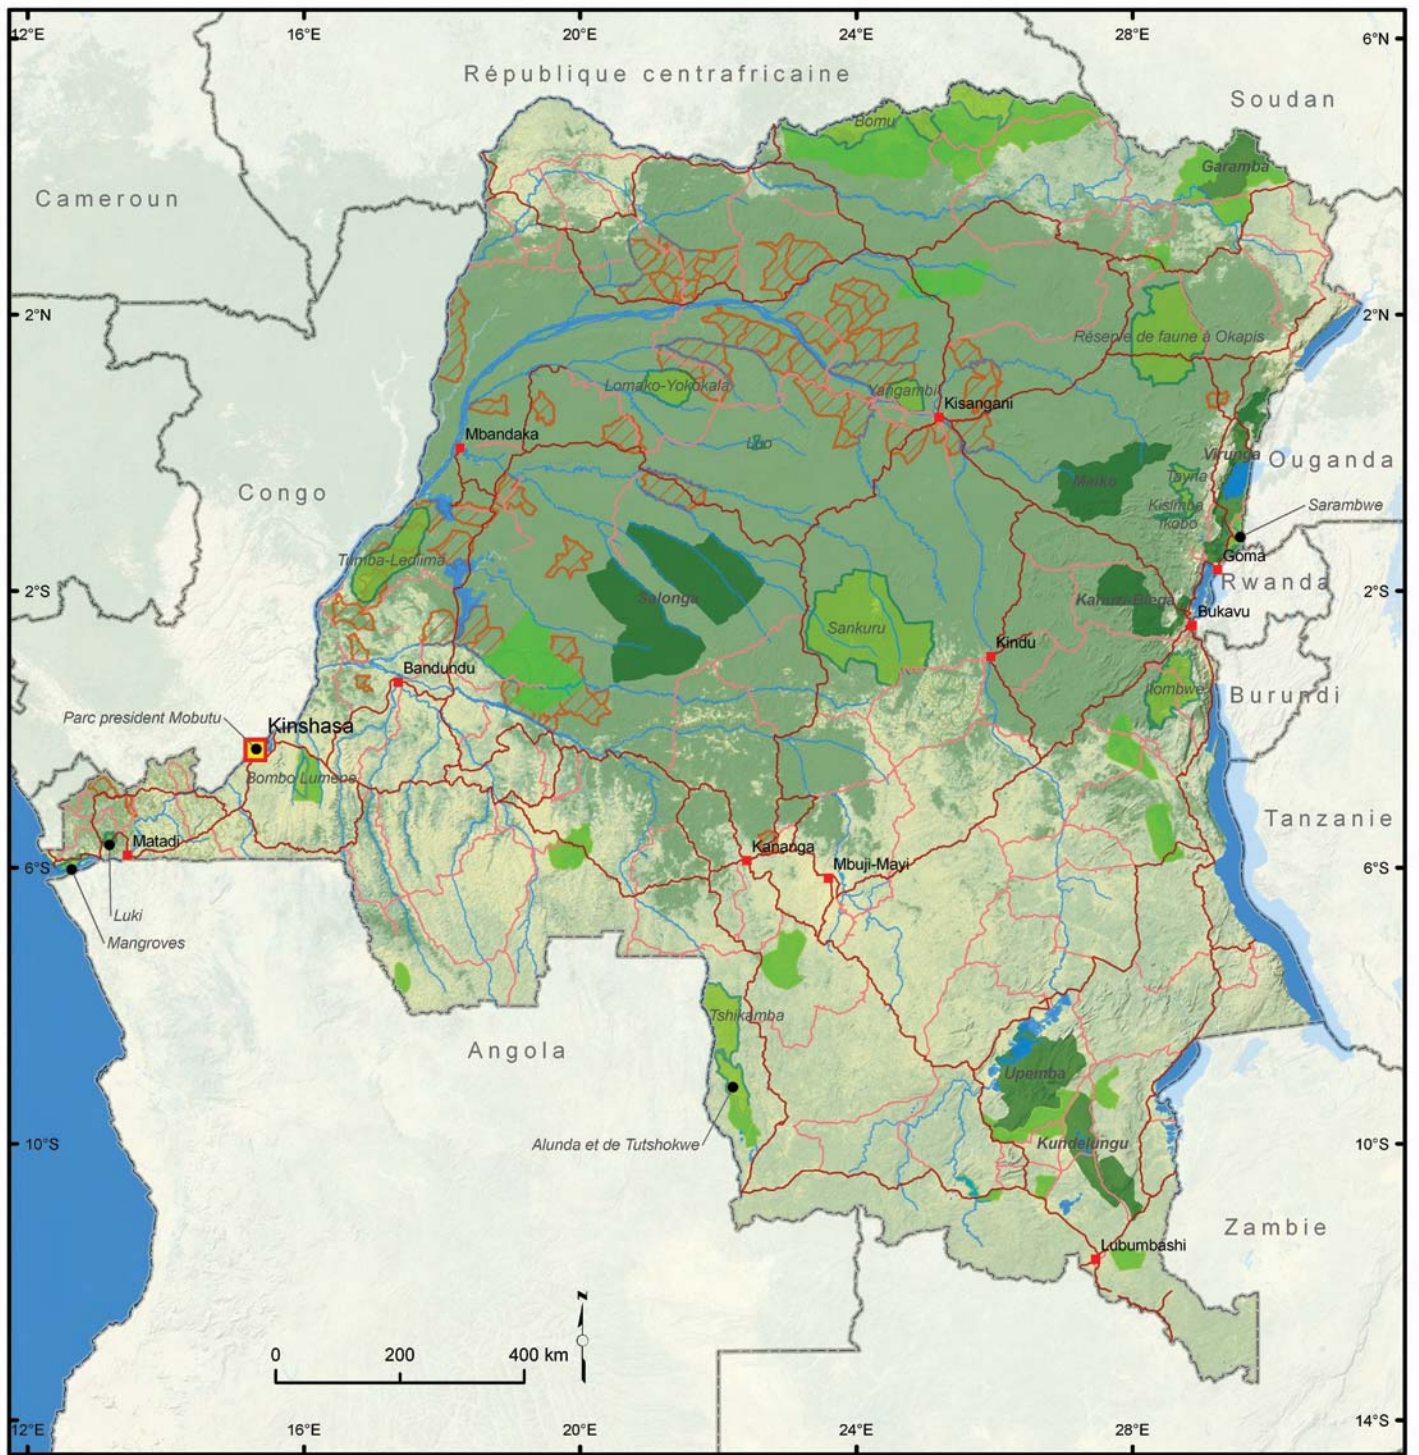 12°E
16°E
20°E
24°E
28°E
6°N
6°N
République centrafricaine
Soudan
Bomu
Garamba
Cameroun
2°N
2°N
Réserve de faune à Okapis
Lomako-Yokokala
Yangambi
Kisangani
Mbandaka
Luo
Virunga
Ouganda
Maiko
Tayna
Congo
Kisimba
Ikobo
Sarambwe
Tumba-Lediima
Goma
Rwanda
2°S
2°S
Salonga
Kahuzi-Biega
Bukavu
Sankuru
Kindu
Bandundu
Itombwe
Burundi
Parc president Mobutu
Kinshasa
Bombo Lumene
Tanzanie
Matadi
Kananga
Mbuji-Mayi
6°S
6°S
Luki
Mangroves
Tshikamba
Angola
Upemba
10°S
Alunda et de Tutshokwe
Kundelungu
10°S
Zambie
Lubumbashi
N
0
200
400 km
12°E
16°E
20°E
24°E
28°E
14°S